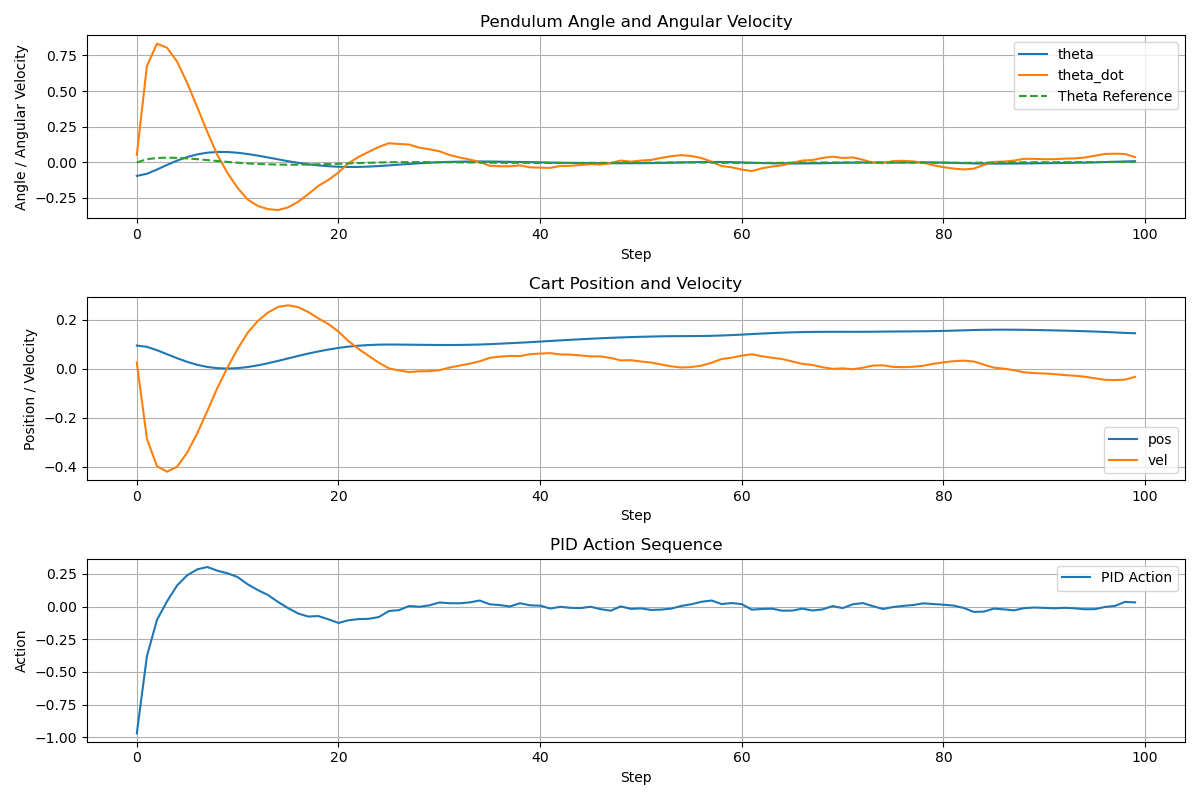 Pendulum Angle and Angular Velocity
Angle / Angular Velocity
0.75
0.50
0.25
0.00
−0.25
theta
theta_dot
Theta Reference
0 20 40 60 80 100
Step
Cart Position and Velocity
Position / Velocity
0.2
0.0
−0.2
−0.4
pos
vel
0 20 40 60 80 100
Step
PID Action Sequence
Action
0.25
0.00
−0.25
−0.50
−0.75
−1.00
PID Action
0 20 40 60 80 100
Step